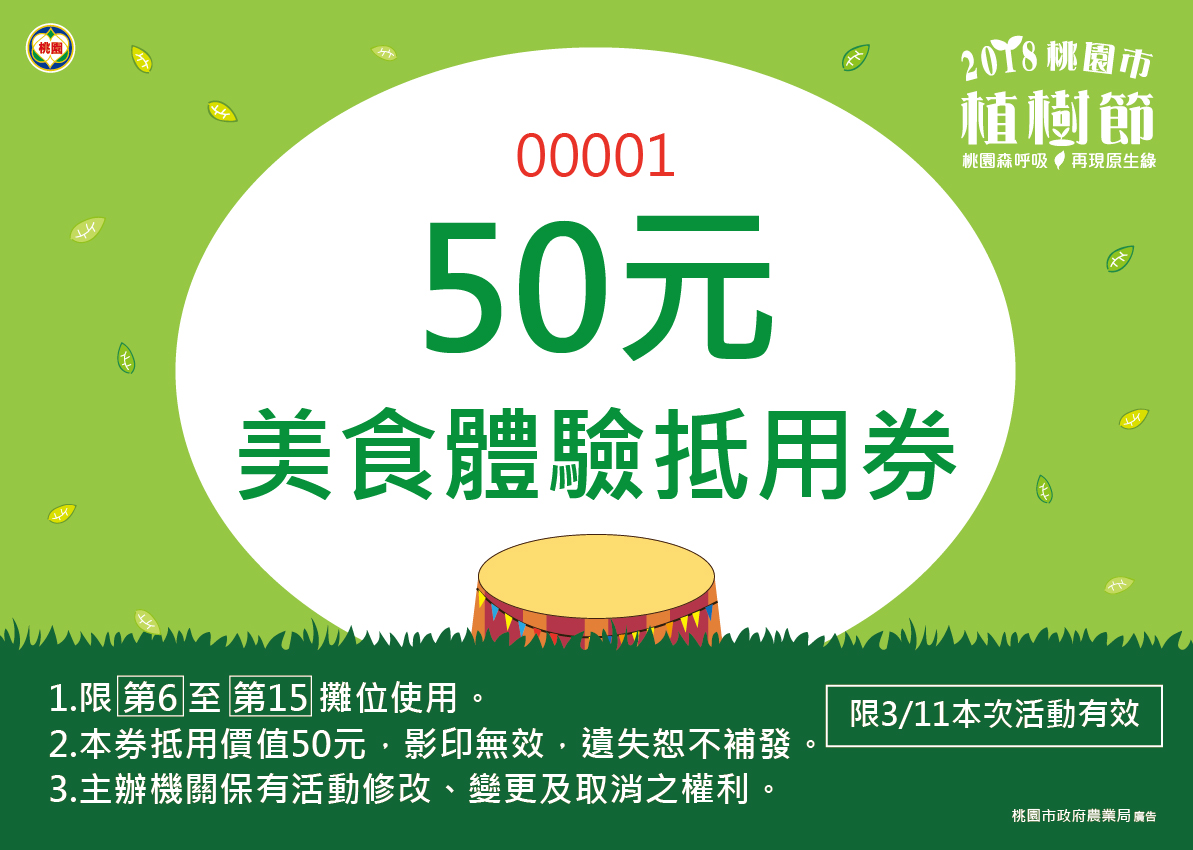 桃園
2018桃園市
植樹節
桃園森呼吸 再現原生綠
00001
50元
美食體驗抵用券
1.限 第6 至 第15 攤位使用。
2.本券抵用價值50元，影印無效，遺失恕不補發。
3.主辦機關保有活動修改、變更及取消之權利。
限3/11本次活動有效
桃園市政府農業局 廣告